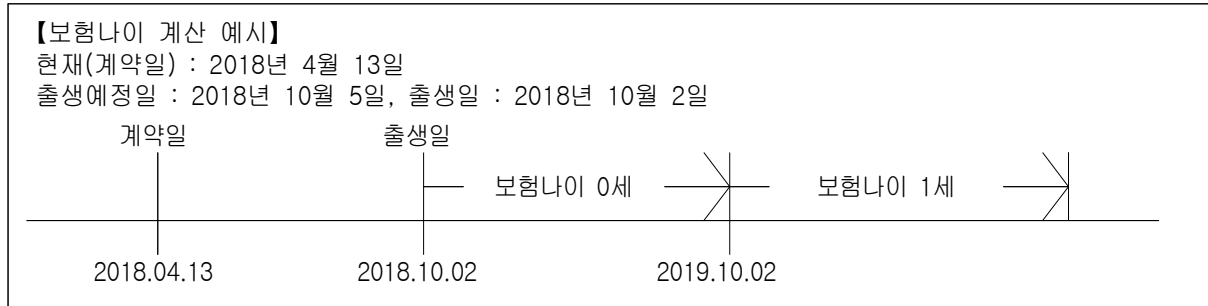 【보험나이 계산 예시】
현재(계약일) : 2018년 4월 13일
출생예정일 : 2018년 10월 5일, 출생일 : 2018년 10월 2일
계약일 출생일
보험나이 0세 보험나이 1세
2018.04.13 2018.10.02 2019.10.02